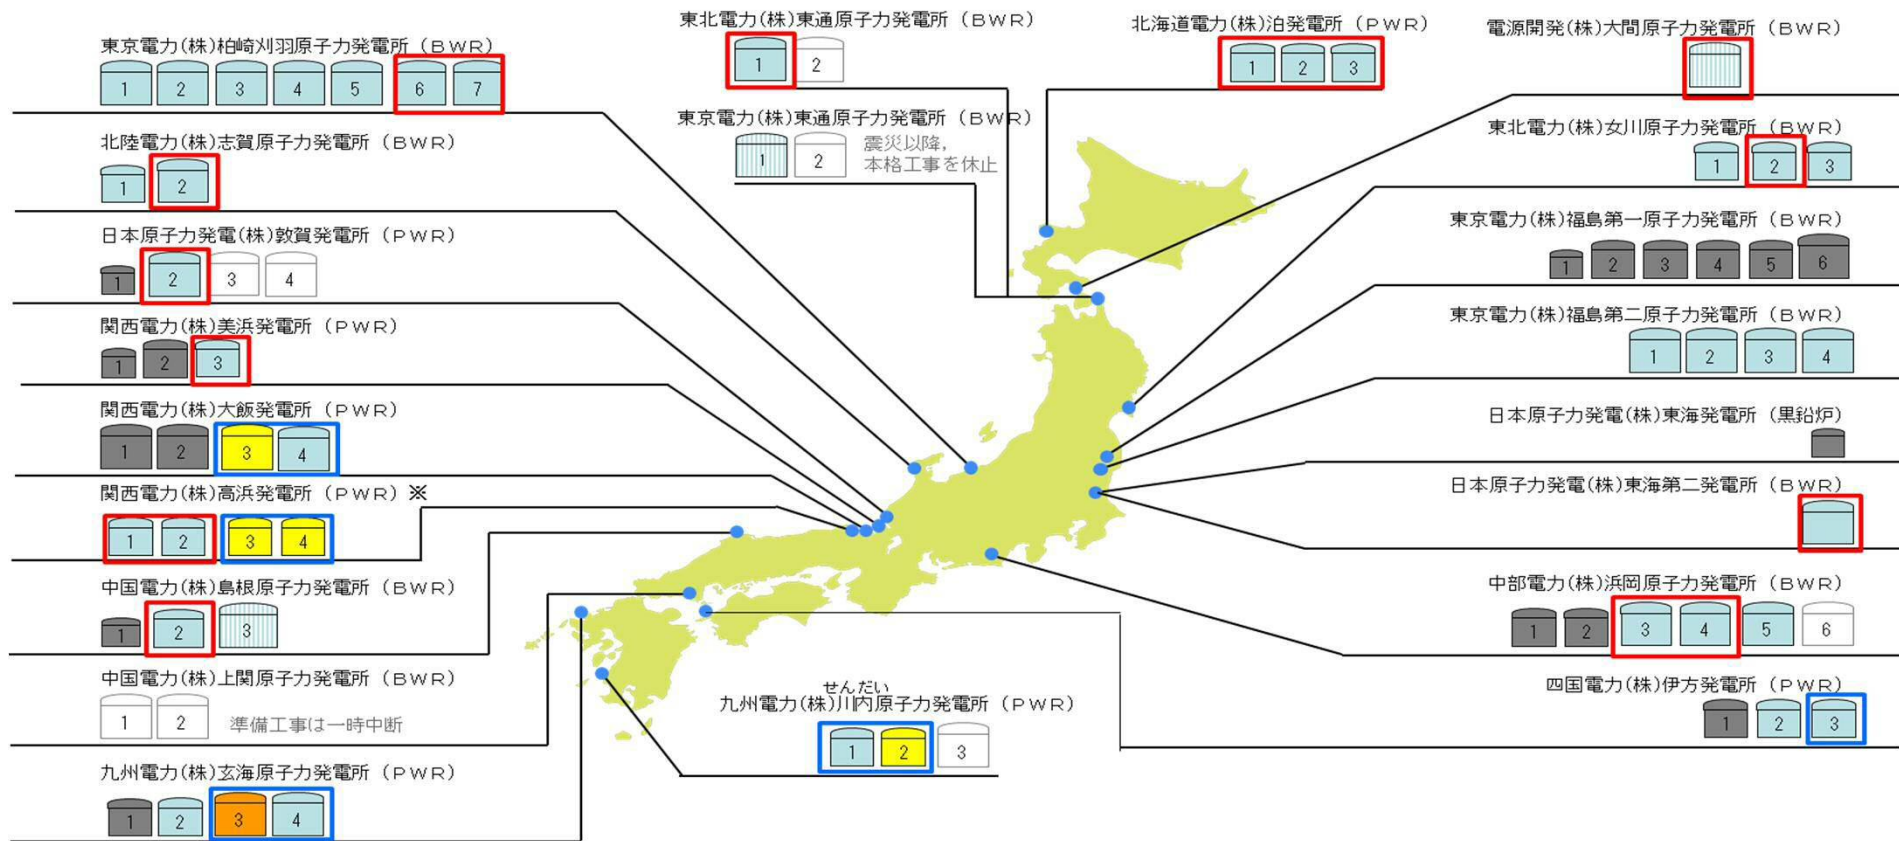 東京電力(株)柏崎刈羽原子力発電所(BWR)
1 2 3 4 5 6 7
北陸電力(株)志賀原子力発電所(BWR)
1 2
日本原子力発電(株)敦賀発電所(PWR)
1 2 3 4
関西電力(株)美浜発電所(PWR)
1 2 3
関西電力(株)大飯発電所(PWR)
1 2 3 4
関西電力(株)高浜発電所(PWR)※
1 2 3 4
中国電力(株)島根原子力発電所(BWR)
1 2 3
中国電力(株)上関原子力発電所(BWR)
1 2 準備工事は一時中断
九州電力(株)玄海原子力発電所(PWR)
1 2 3 4
東北電力(株)東通原子力発電所(BWR)
1 2
東京電力(株)東通原子力発電所(BWR)
1 2 震災以降,
本格工事を休止
せんだい
九州電力(株)川内原子力発電所(PWR)
1 2 3
北海道電力(株)泊発電所(PWR)
1 2 3
電源開発(株)大間原子力発電所(BWR)
東北電力(株)女川原子力発電所(BWR)
1 2 3
東京電力(株)福島第一原子力発電所(BWR)
1 2 3 4 5 6
東京電力(株)福島第二原子力発電所(BWR)
1 2 3 4
日本原子力発電(株)東海発電所(黒鉛炉)
日本原子力発電(株)東海第二発電所(BWR)
中部電力(株)浜岡原子力発電所(BWR)
1 2 3 4 5 6
四国電力(株)伊方発電所(PWR)
1 2 3